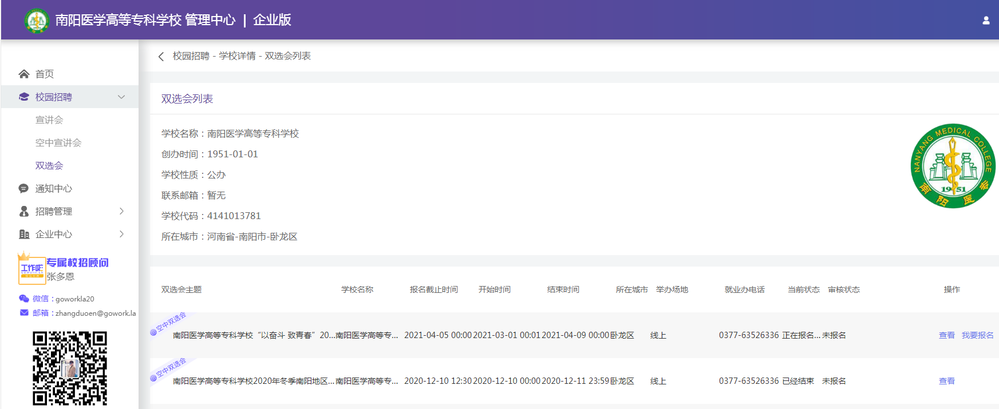 南阳医学高等专科学校 管理中心 | 企业版
校园招聘 - 学校详情 - 双选会列表
首页
校园招聘
宣讲会
空中宣讲会
双选会
通知中心
招聘管理
企业中心
工作啦
专属校招顾问
张多恩
微信：goworkla20
邮箱：zhangduoen@gowork.la
双选会列表
学校名称：南阳医学高等专科学校
创办时间：1951-01-01
学校性质：公办
联系邮箱：暂无
学校代码：4141013781
所在城市：河南省-南阳市-卧龙区
NANYANG MEDICAL COLLEGE
1951
南阳医专
双选会主题 学校名称 报名截止时间 开始时间 结束时间 所在城市 举办场地 就业办电话 当前状态 审核状态 操作
空中双选会
南阳医学高等专科学校“以奋斗 致青春”20... 南阳医学高等专... 2021-04-05 00:00 2021-03-01 00:01 2021-04-09 00:00 卧龙区 线上 0377-63526336 正在报名... 未报名 查看 我要报名
空中双选会
南阳医学高等专科学校2020年冬季南阳地区... 南阳医学高等专... 2020-12-10 12:30 2020-12-10 00:00 2020-12-11 23:59 卧龙区 线上 0377-63526336 已经结束 未报名 查看